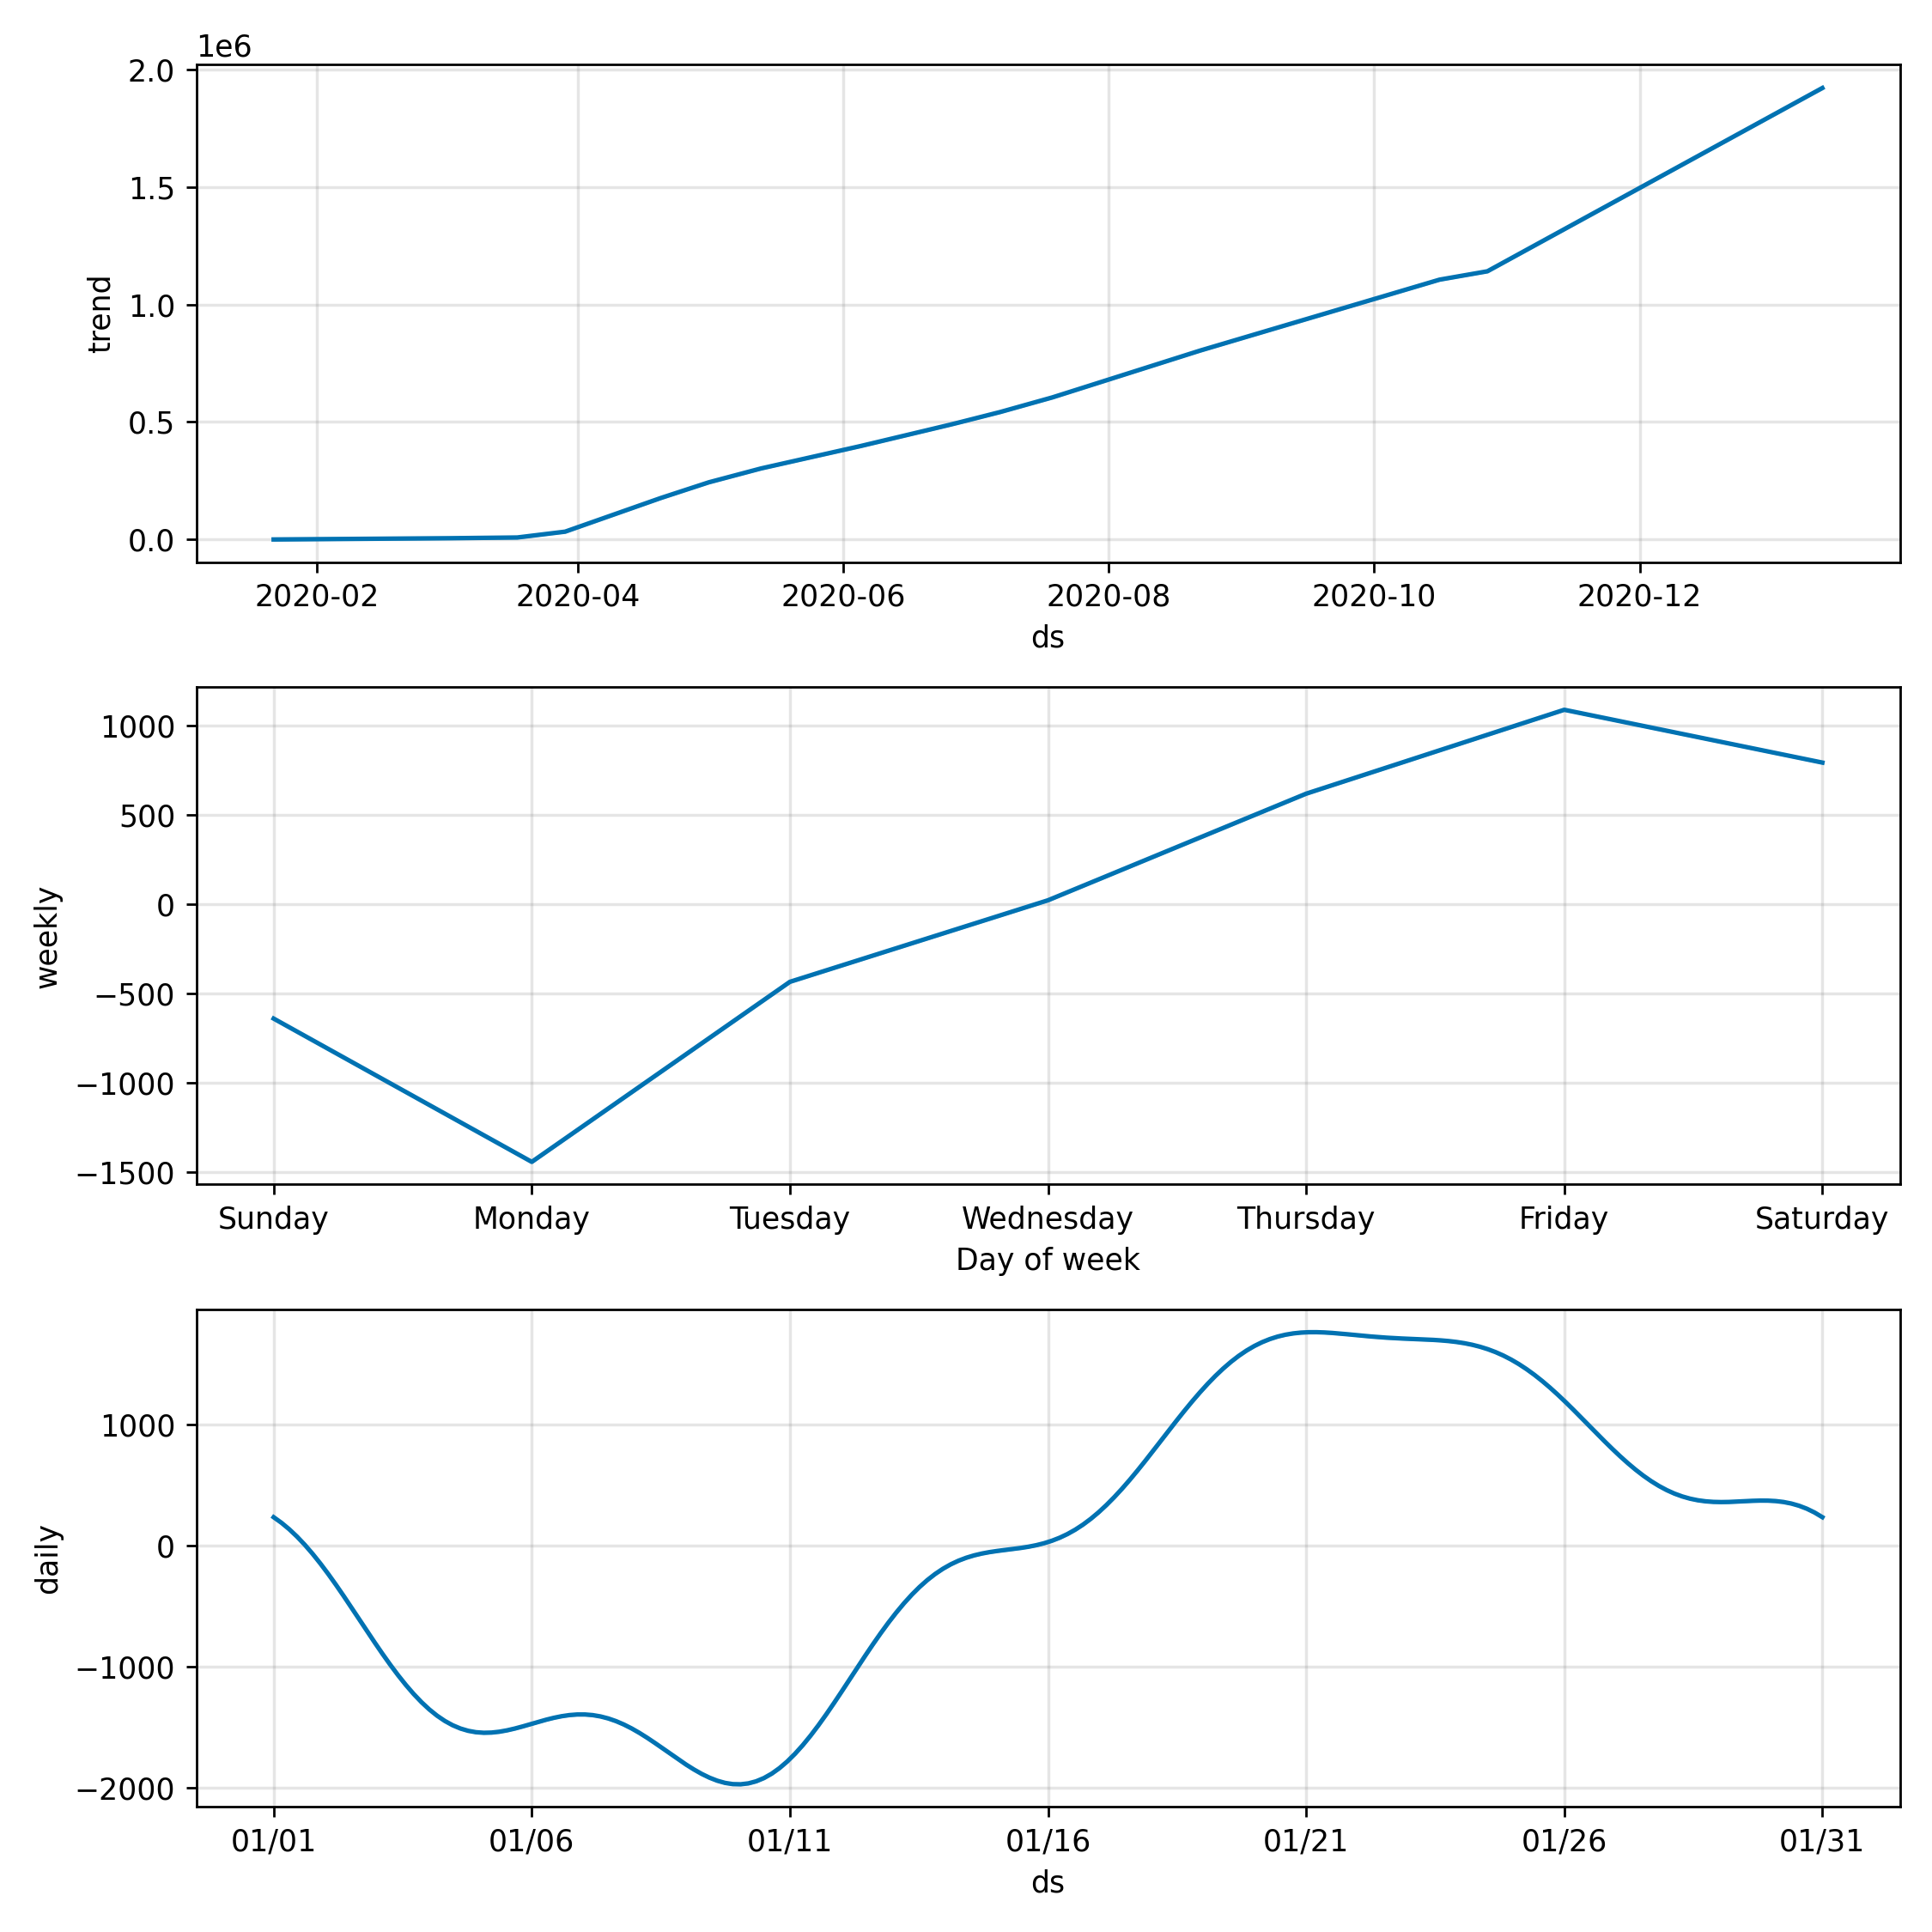 1e6
2.0
1.5
1.0
0.5
0.0
trend
2020-02 2020-04 2020-06 2020-08 2020-10 2020-12
ds
1000
500
0
−500
−1000
−1500
weekly
Sunday Monday Tuesday Wednesday Thursday Friday Saturday
Day of week
1000
0
−1000
−2000
daily
01/01 01/06 01/11 01/16 01/21 01/26 01/31
ds